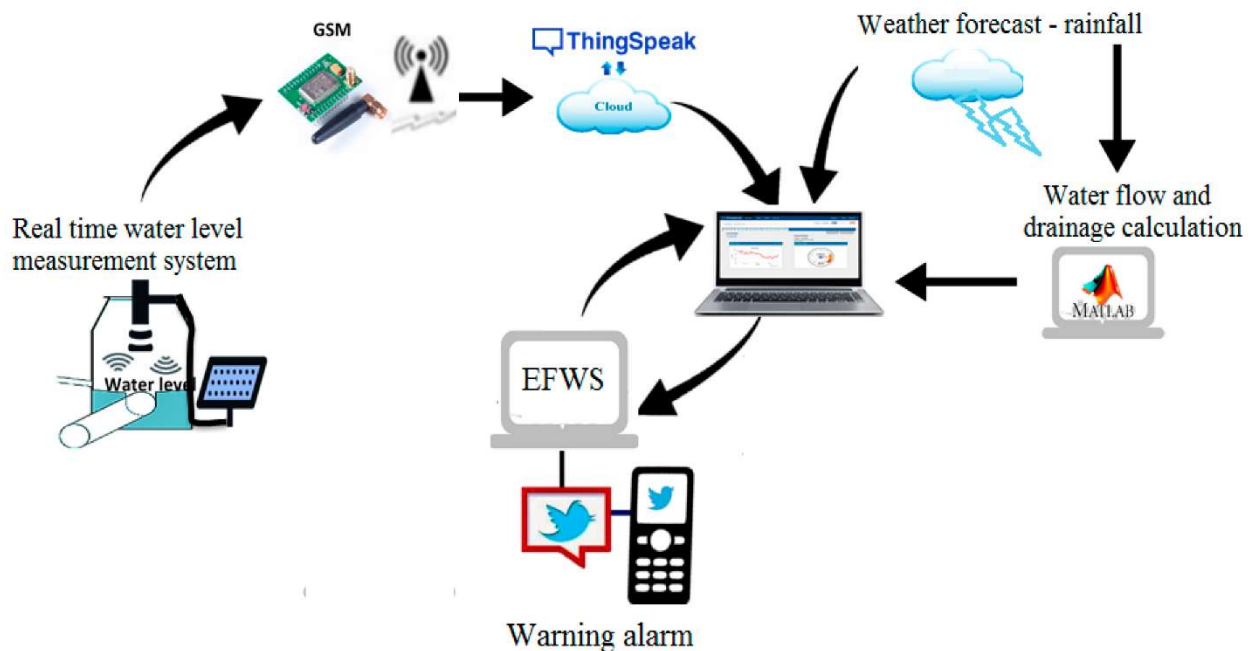 GSM
ThingSpeak
Cloud
Weather forecast - rainfall
Real time water level
measurement system
Water level
Water flow and
drainage calculation
MATLAB
EFWS
Warning alarm